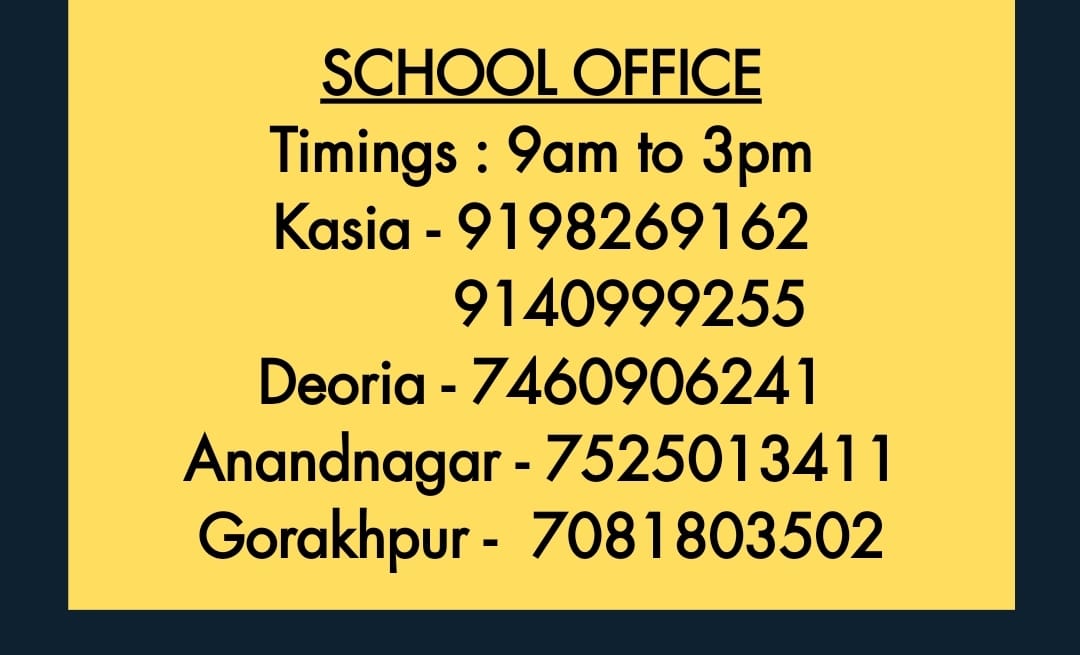 SCHOOL OFFICE
Timings : 9am to 3pm
Kasia - 9198269162
9140999255
Deoria - 7460906241
Anandnagar - 7525013411
Gorakhpur - 7081803502